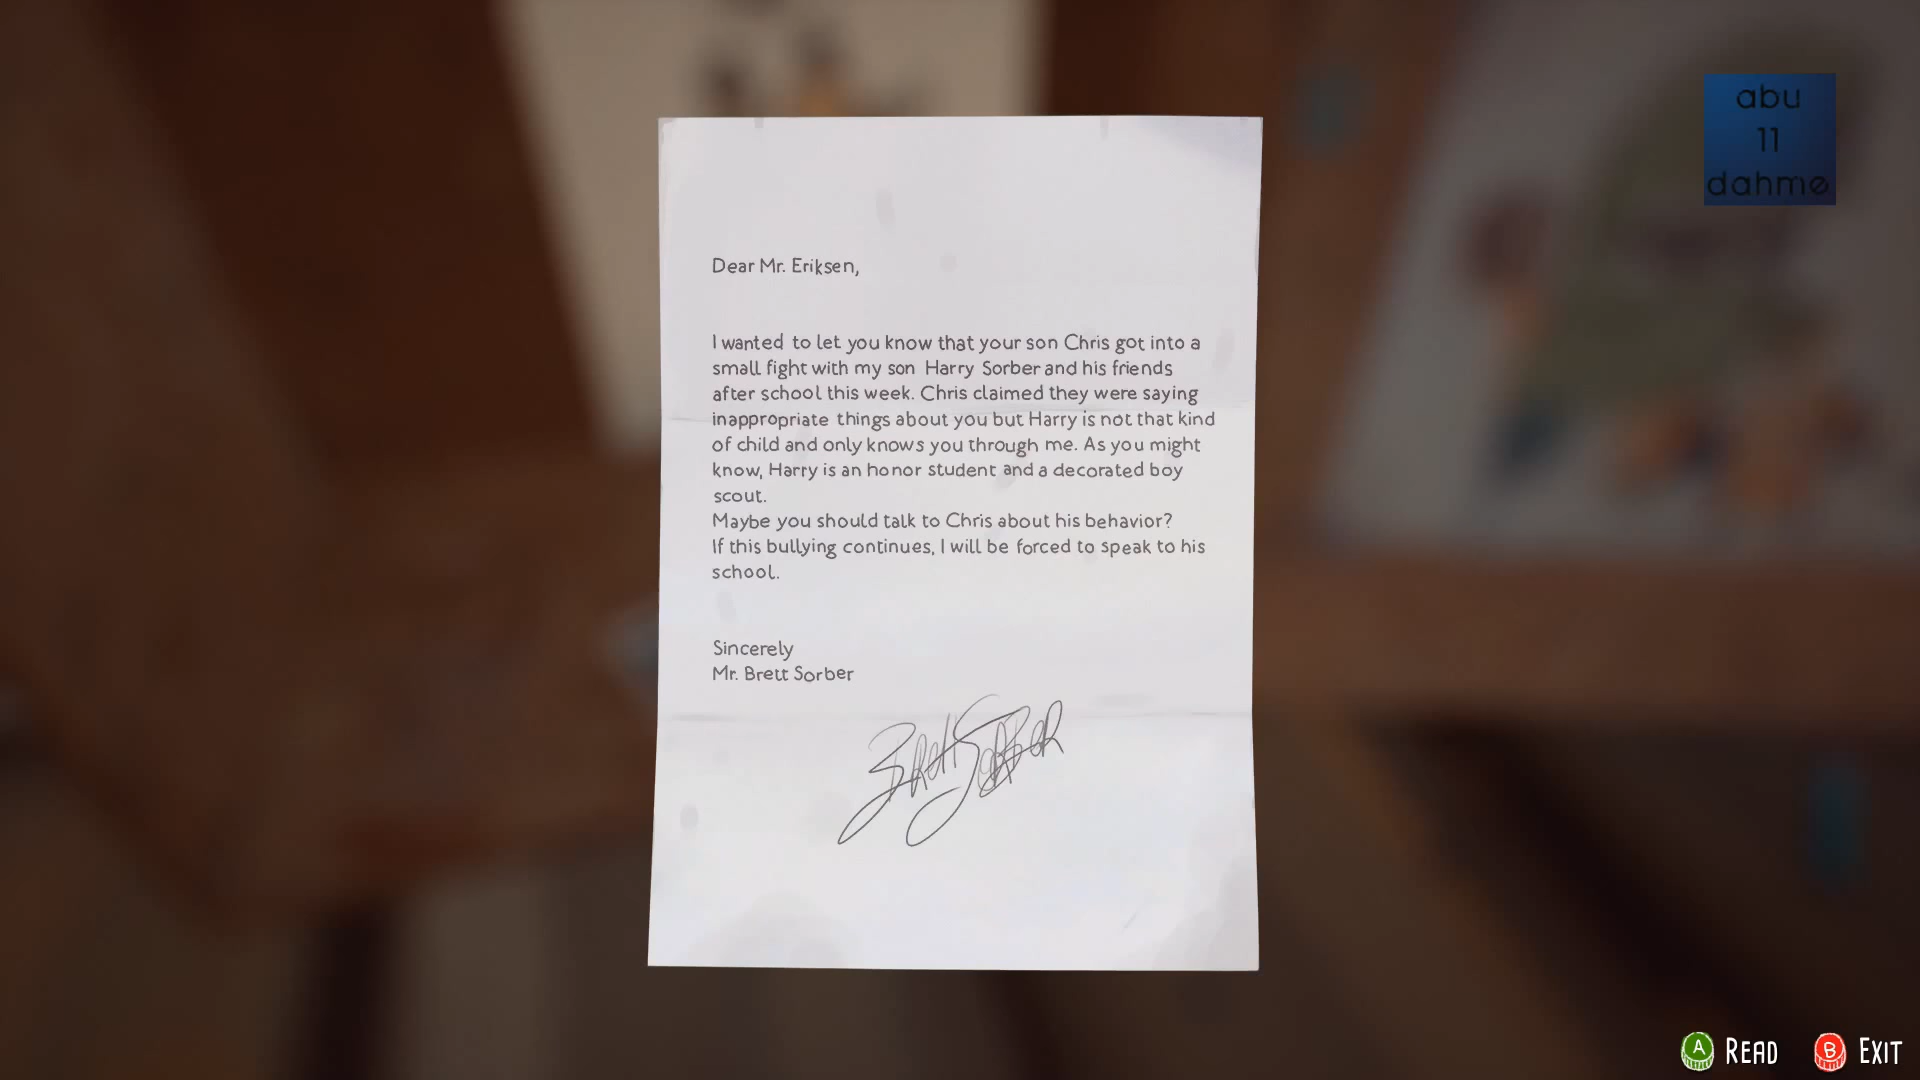 abu
11
dahme
Dear Mr. Eriksen,
I wanted to let you know that your son Chris got into a
small fight with my son Harry Sorber and his friends
after school this week. Chris claimed they were saying
inappropriate things about you but Harry is not that kind
of child and only knows you through me. As you might
know, Harry is an honor student and a decorated boy
scout.
Maybe you should talk to Chris about his behavior?
If this bullying continues, I will be forced to speak to his
school.
Sincerely
Mr. Brett Sorber
Brett Sorber
A READ B EXIT